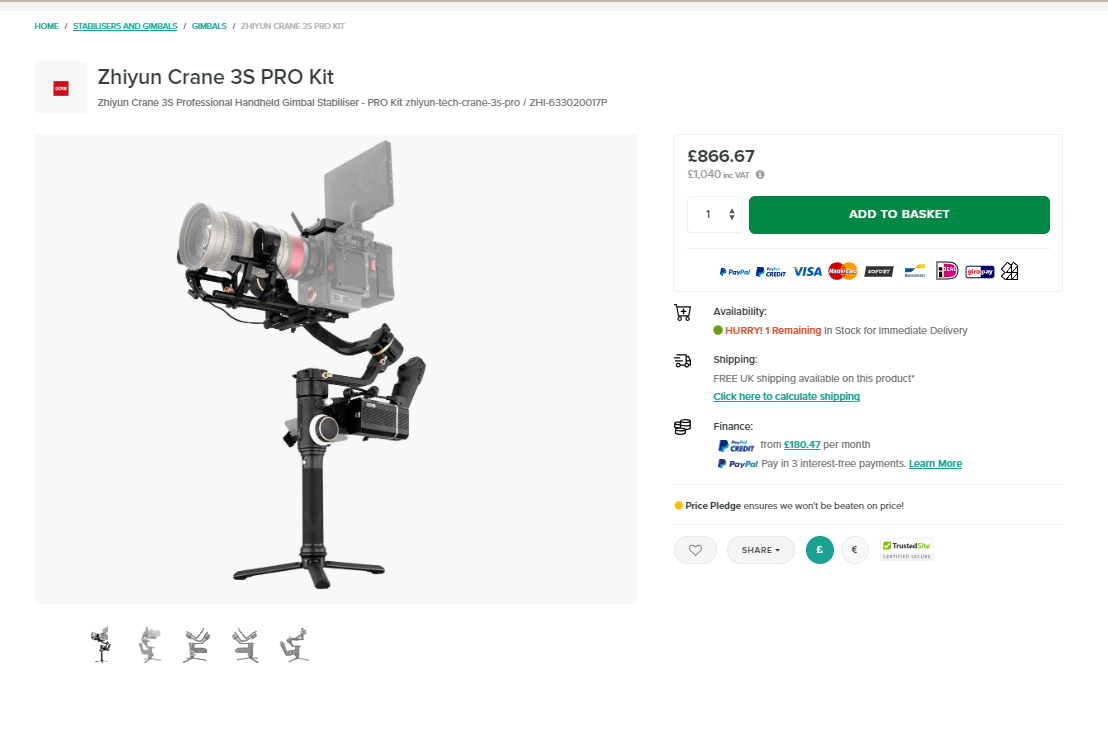 HOME / STABILISERS AND GIMBALS / GIMBALS / ZHIYUN CRANE 3S PRO KIT
Zhiyun Crane 3S PRO Kit
Zhiyun Crane 3S Professional Handheld Gimbal Stabiliser - PRO Kit zhiyun-tech-crane-3s-pro / ZHI-633020017P
£866.67
£1,040 inc VAT
1
ADD TO BASKET
PayPal PayPal CREDIT VISA MasterCard SOFORT Bancontact iDEAL giropay
Availability:
HURRY! 1 Remaining In Stock for Immediate Delivery
Shipping:
FREE UK shipping available on this product*
Click here to calculate shipping
Finance:
PayPal CREDIT from £180.47 per month
PayPal Pay in 3 interest-free payments. Learn More
Price Pledge ensures we won't be beaten on price!
SHARE £ € TrustedSite
CERTIFIED SECURE